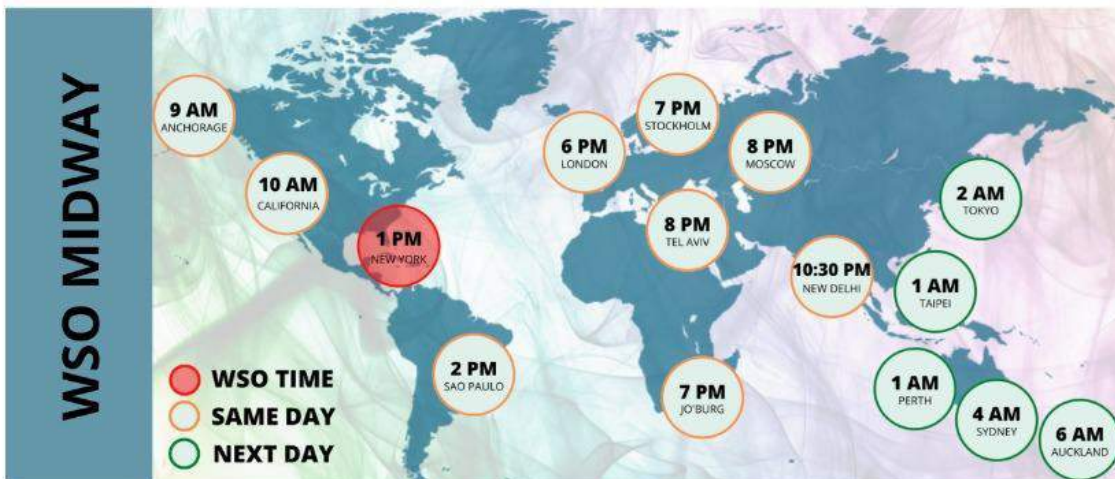 WSO MIDWAY
9 AM
ANCHORAGE
10 AM
CALIFORNIA
1 PM
NEW YORK
2 PM
SAO PAULO
6 PM
LONDON
7 PM
STOCKHOLM
8 PM
MOSCOW
8 PM
TEL AVIV
7 PM
JO'BURG
10:30 PM
NEW DELHI
2 AM
TOKYO
1 AM
TAIPEI
1 AM
PERTH
4 AM
SYDNEY
6 AM
AUCKLAND
WSO TIME
SAME DAY
NEXT DAY